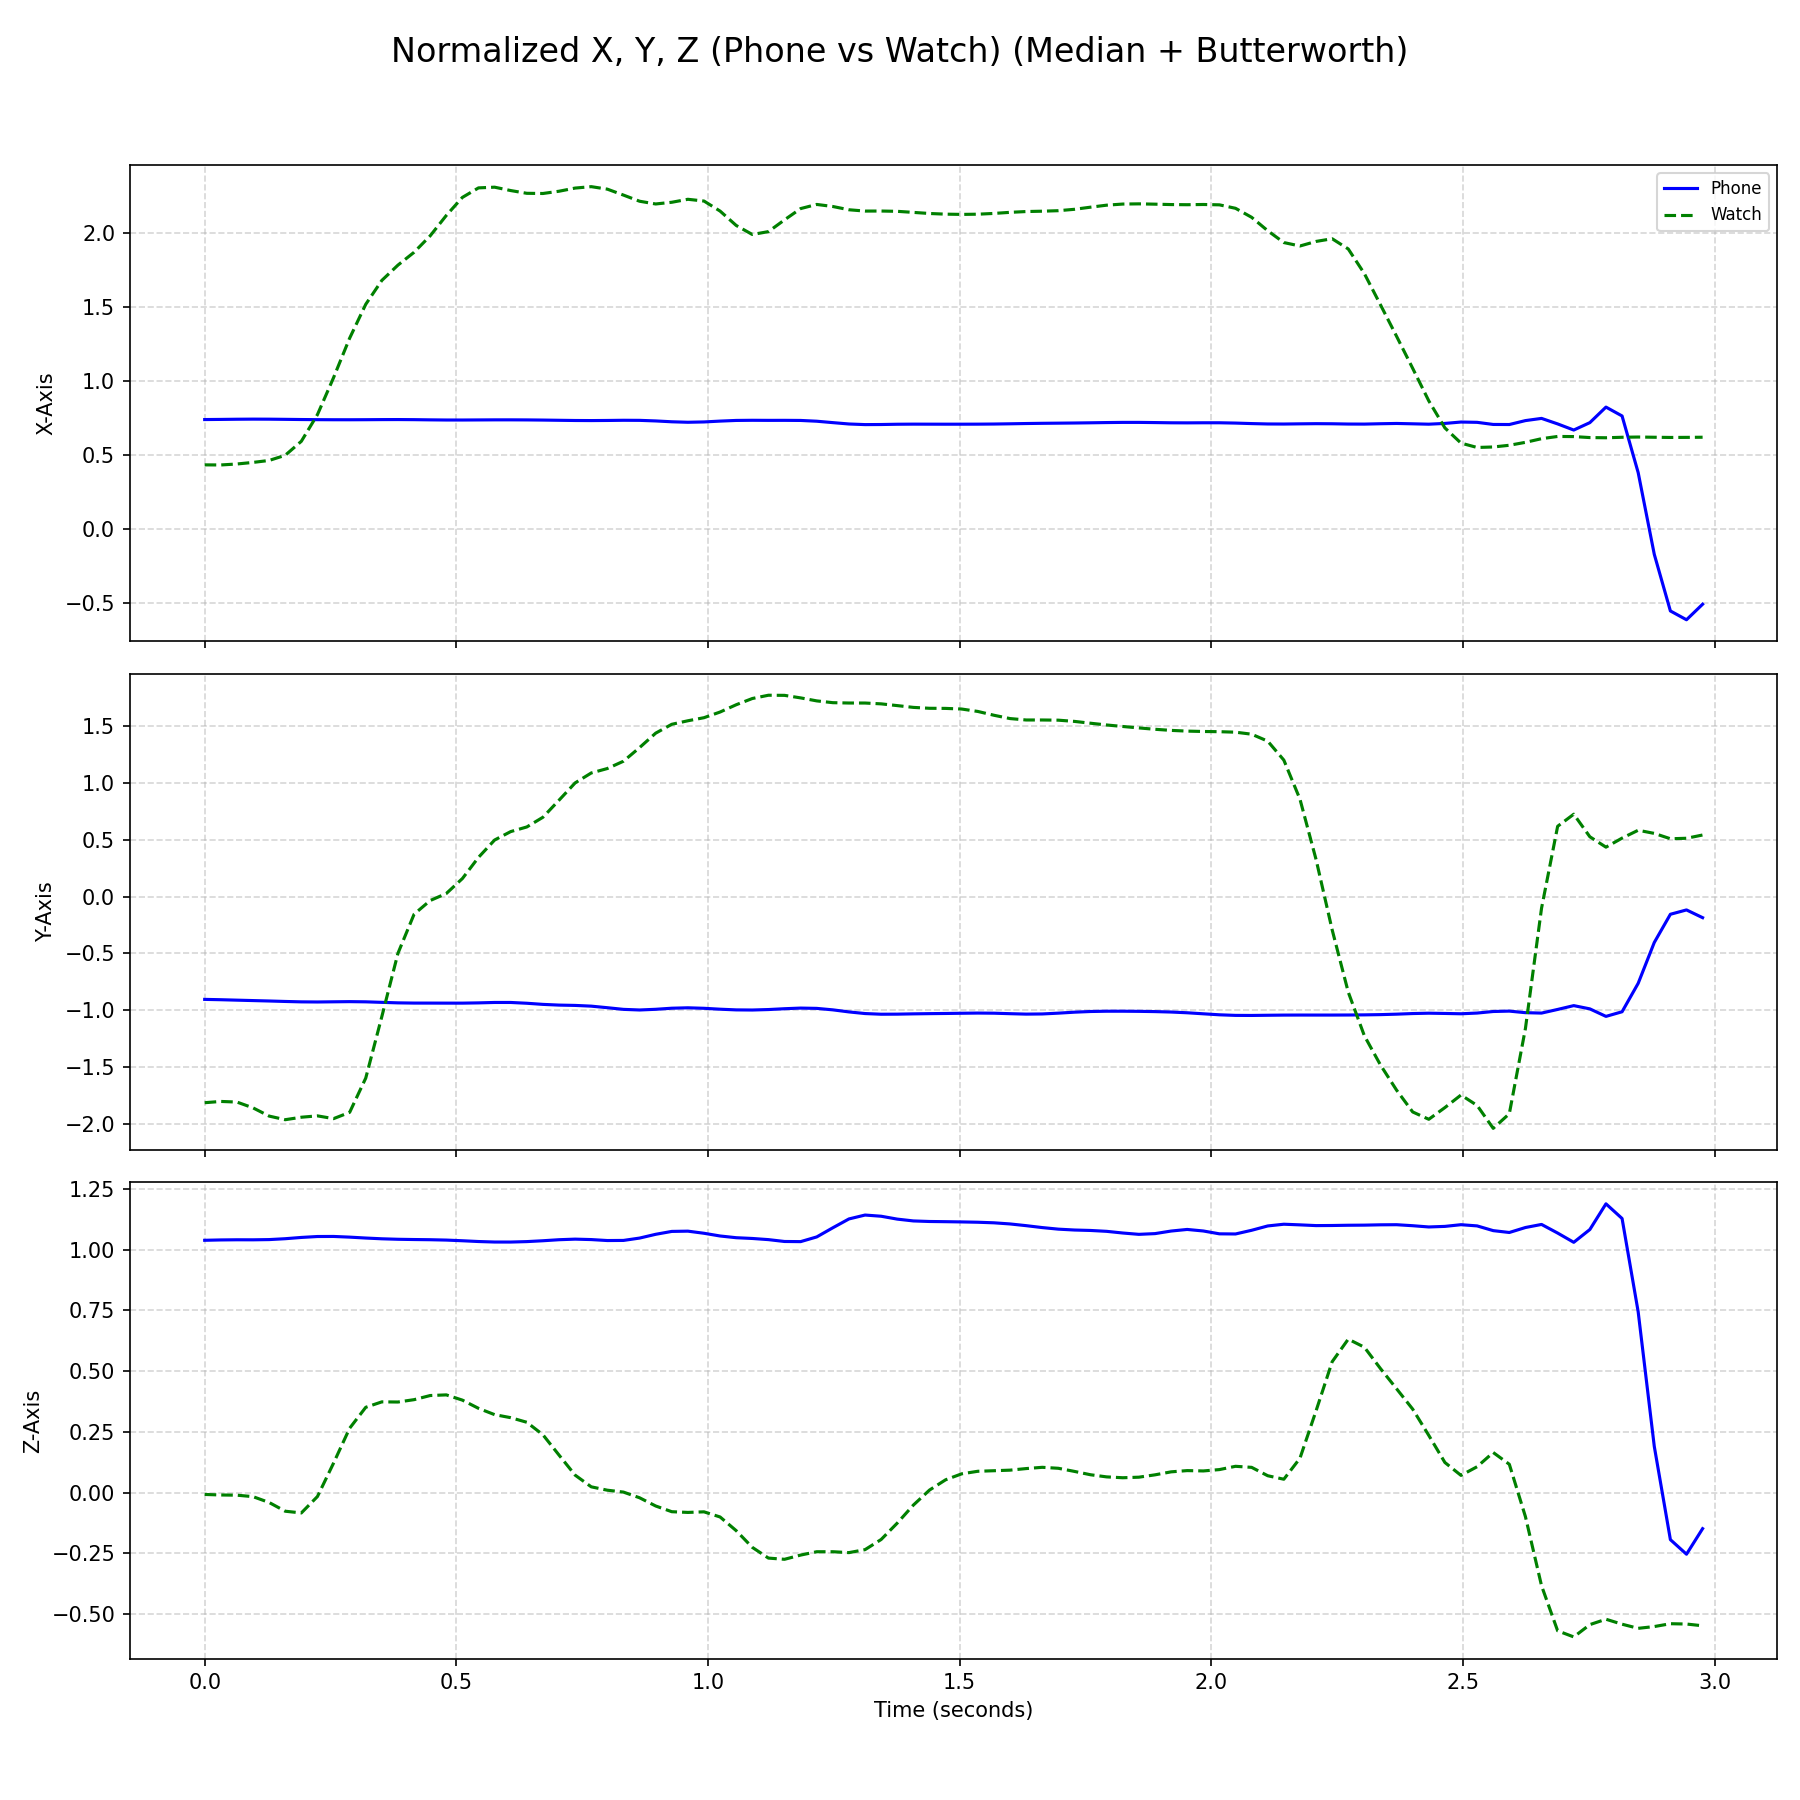 Normalized X, Y, Z (Phone vs Watch) (Median + Butterworth)
Phone
Watch
X-Axis
2.0
1.5
1.0
0.5
0.0
−0.5
Y-Axis
1.5
1.0
0.5
0.0
−0.5
−1.0
−1.5
−2.0
Z-Axis
1.25
1.00
0.75
0.50
0.25
0.00
−0.25
−0.50
0.0 0.5 1.0 1.5 2.0 2.5 3.0
Time (seconds)